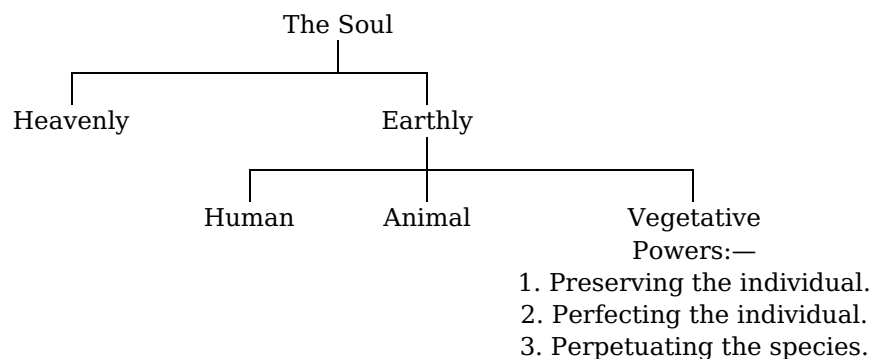 The Soul
Heavenly
Earthly
Human
Animal
Vegetative
Powers:—
1. Preserving the individual.
2. Perfecting the individual.
3. Perpetuating the species.